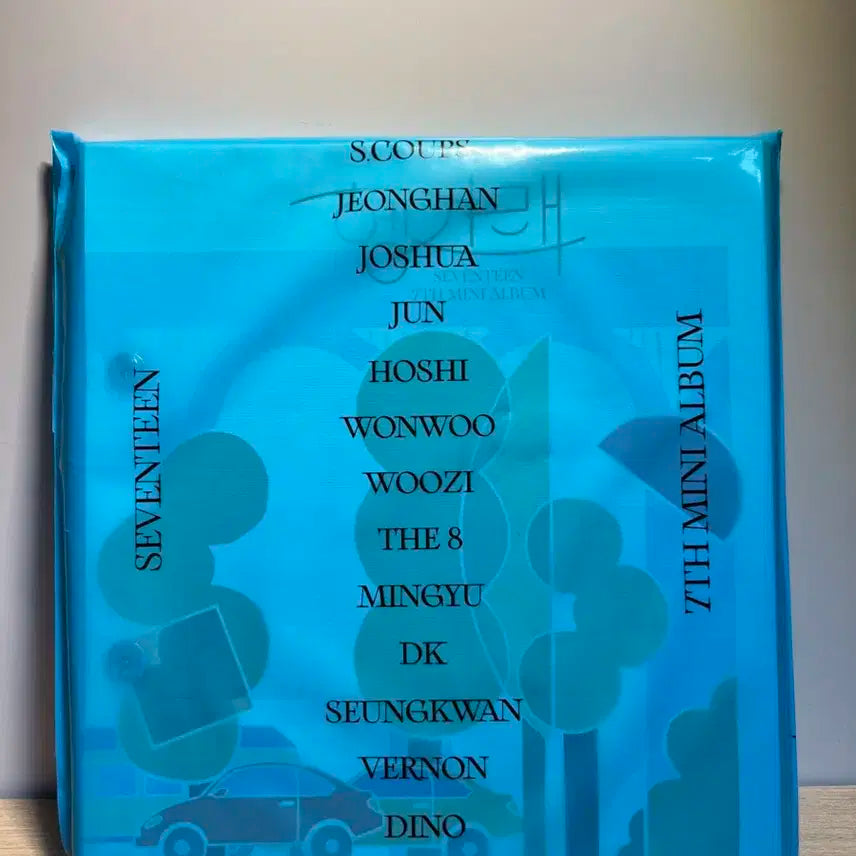 S.COUPS
JEONGHAN
JOSHUA
SEVENTEEN
7TH MINI ALBUM
JUN
HOSHI
WONWOO
WOOZI
THE 8
MINGYU
DK
SEUNGKWAN
VERNON
DINO
SEVENTEEN
7TH MINI ALBUM